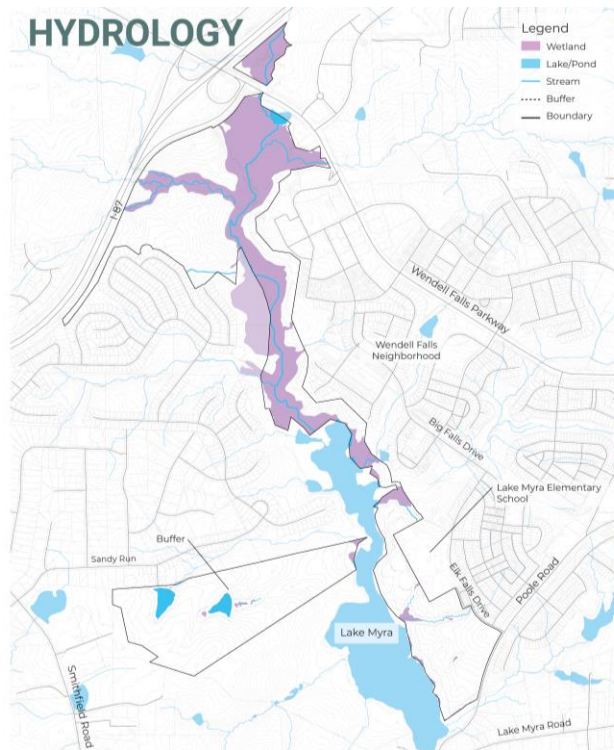 HYDROLOGY
Legend
Wetland
Lake/Pond
Stream
Buffer
Boundary
I-87
Wendell Falls Parkway
Wendell Falls
Neighborhood
Big Falls Drive
Lake Myra Elementary
School
Buffer
Sandy Run
Elk Falls Drive
Poole Road
Lake Myra
Smithfield Road
Lake Myra Road